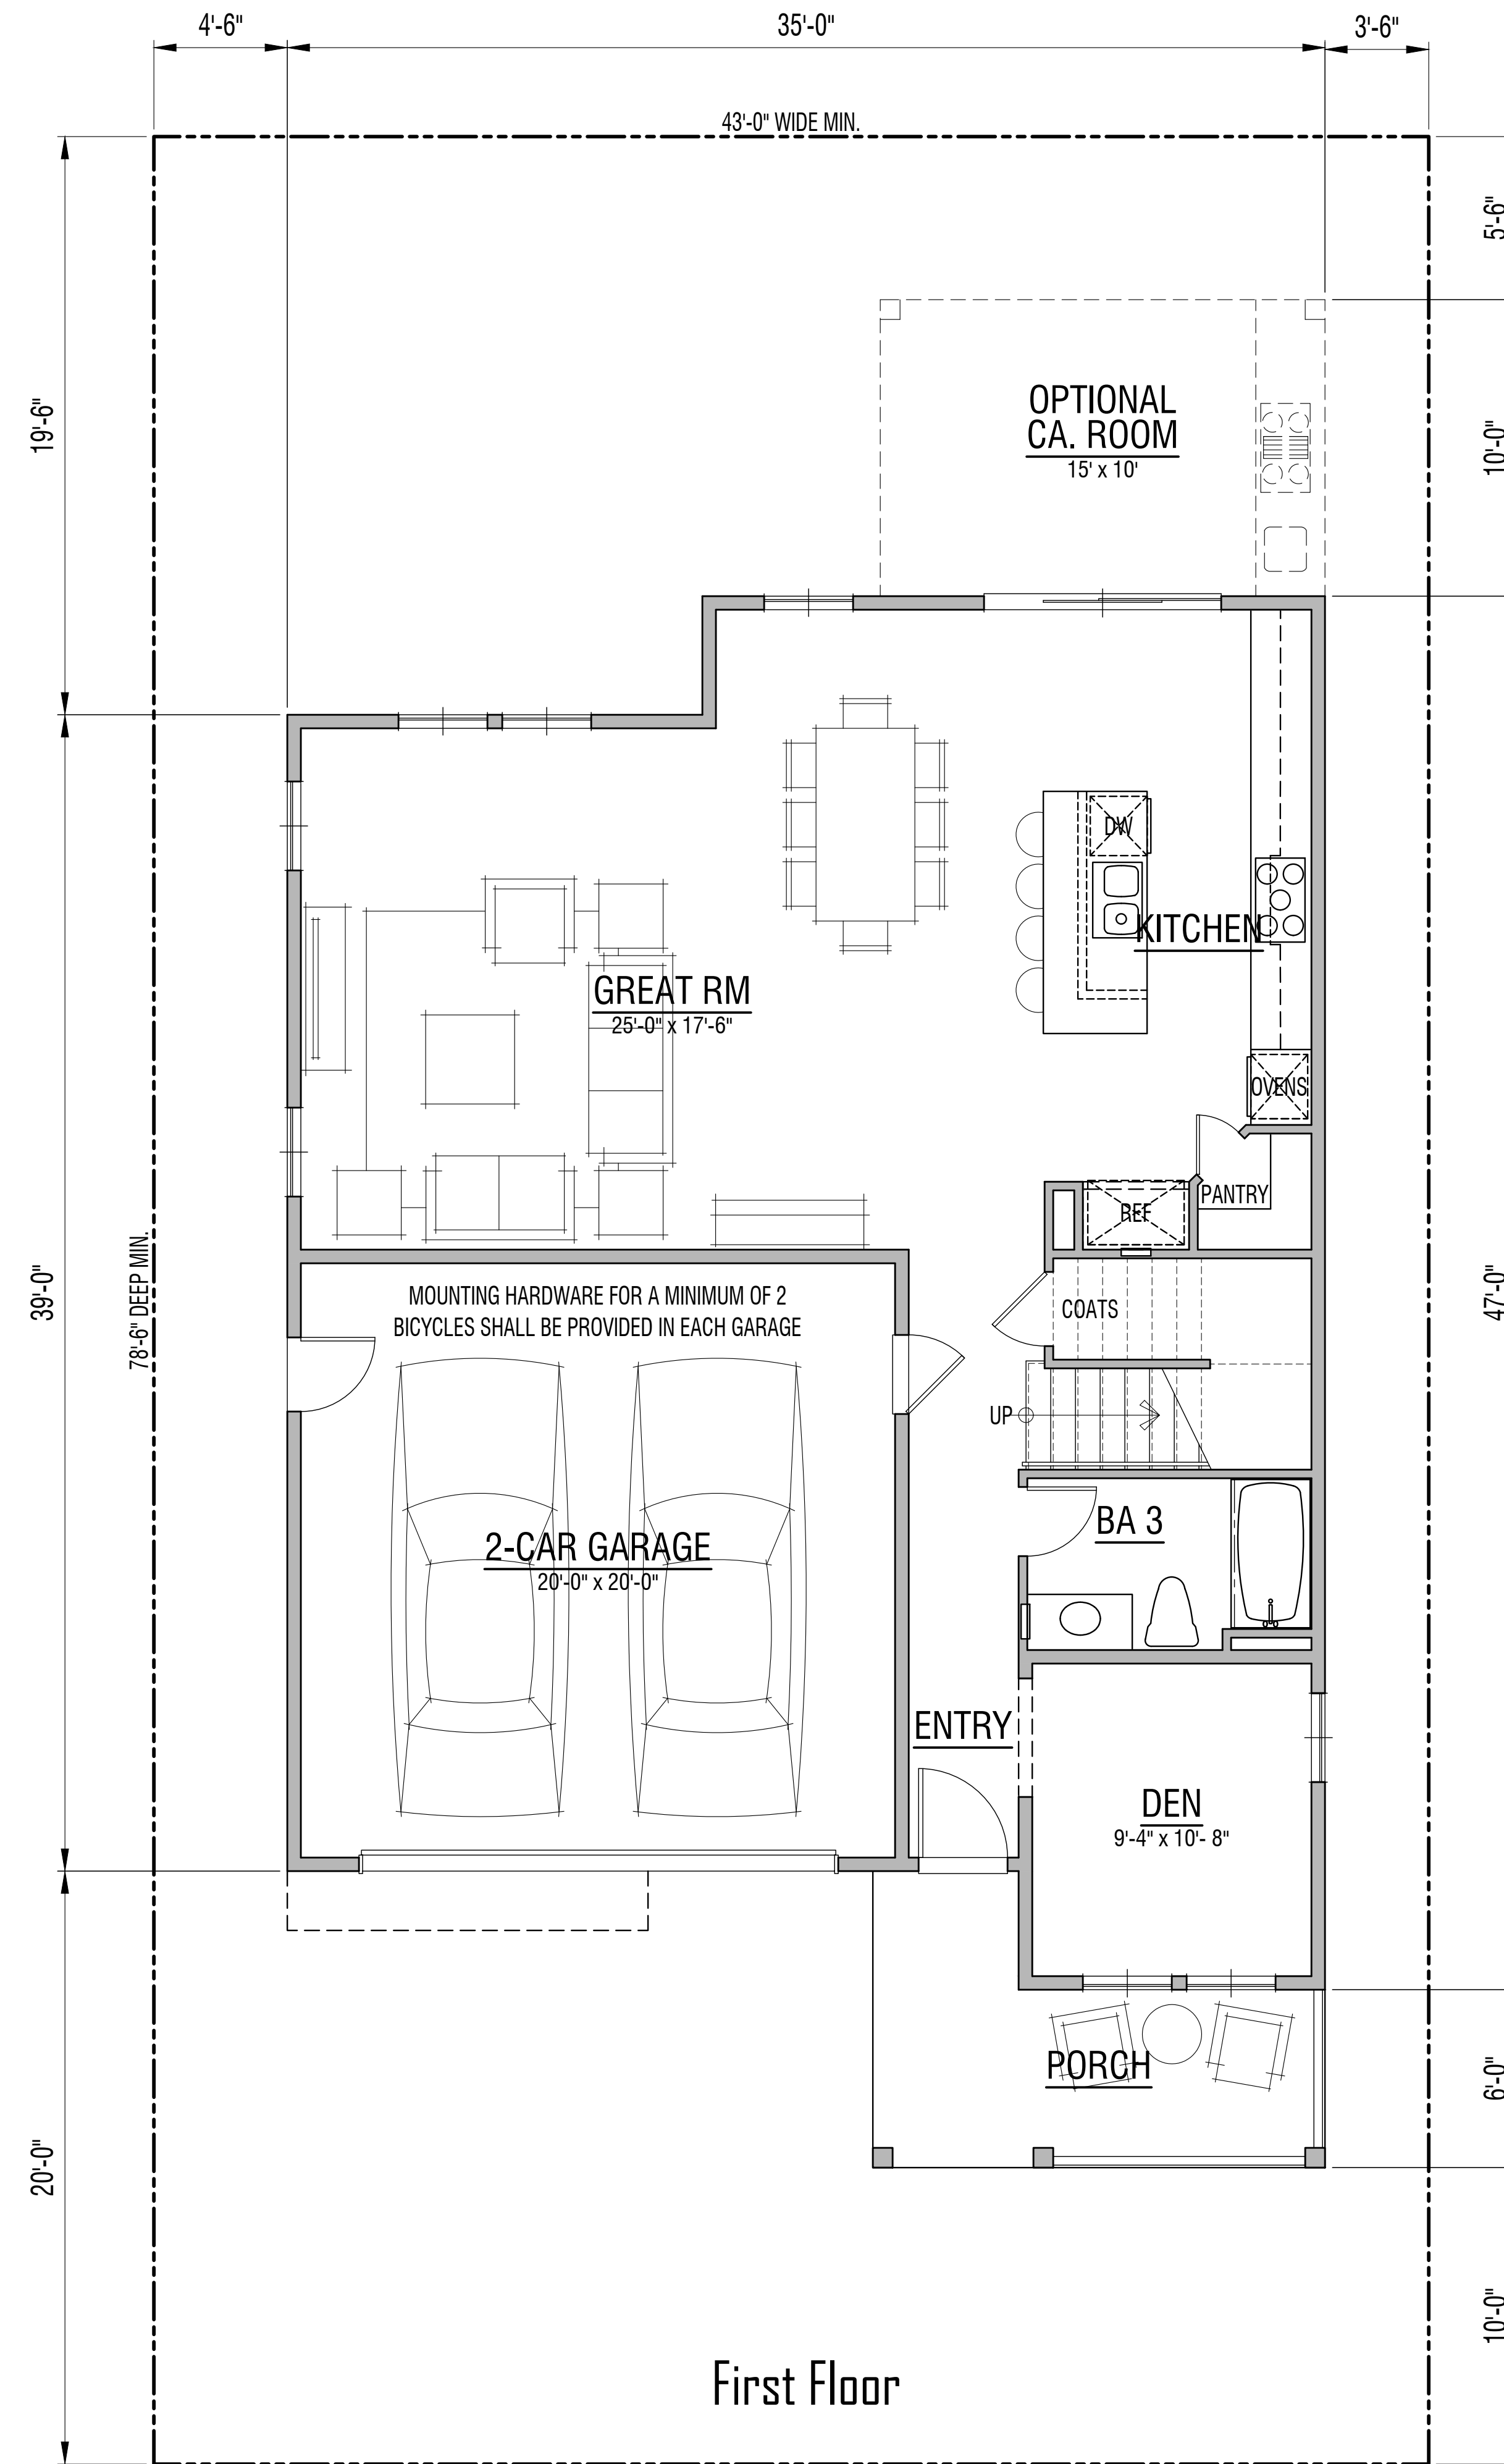 4'-6"
35'-0"
3'-6"
43'-0" WIDE MIN.
5'-6"
19'-6"
OPTIONAL
CA. ROOM
15' x 10'
10'-0"
DW
KITCHEN
GREAT RM
25'-0" x 17'-6"
OVENS
PANTRY
REF
78'-6" DEEP MIN.
39'-0"
47'-0"
MOUNTING HARDWARE FOR A MINIMUM OF 2
BICYCLES SHALL BE PROVIDED IN EACH GARAGE
COATS
UP
BA 3
2-CAR GARAGE
20'-0" x 20'-0"
ENTRY
DEN
9'-4" x 10'- 8"
PORCH
6'-0"
20'-0"
10'-0"
First Floor